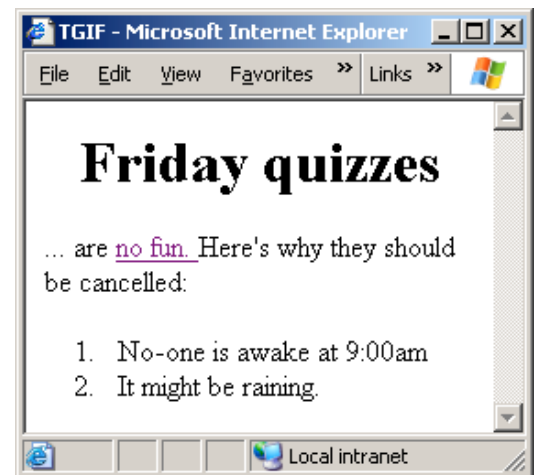 TGIF - Microsoft Internet Explorer
File Edit View Favorites » Links »
Friday quizzes
... are no fun. Here's why they should
be cancelled:
1. No-one is awake at 9:00am
2. It might be raining.
Local intranet